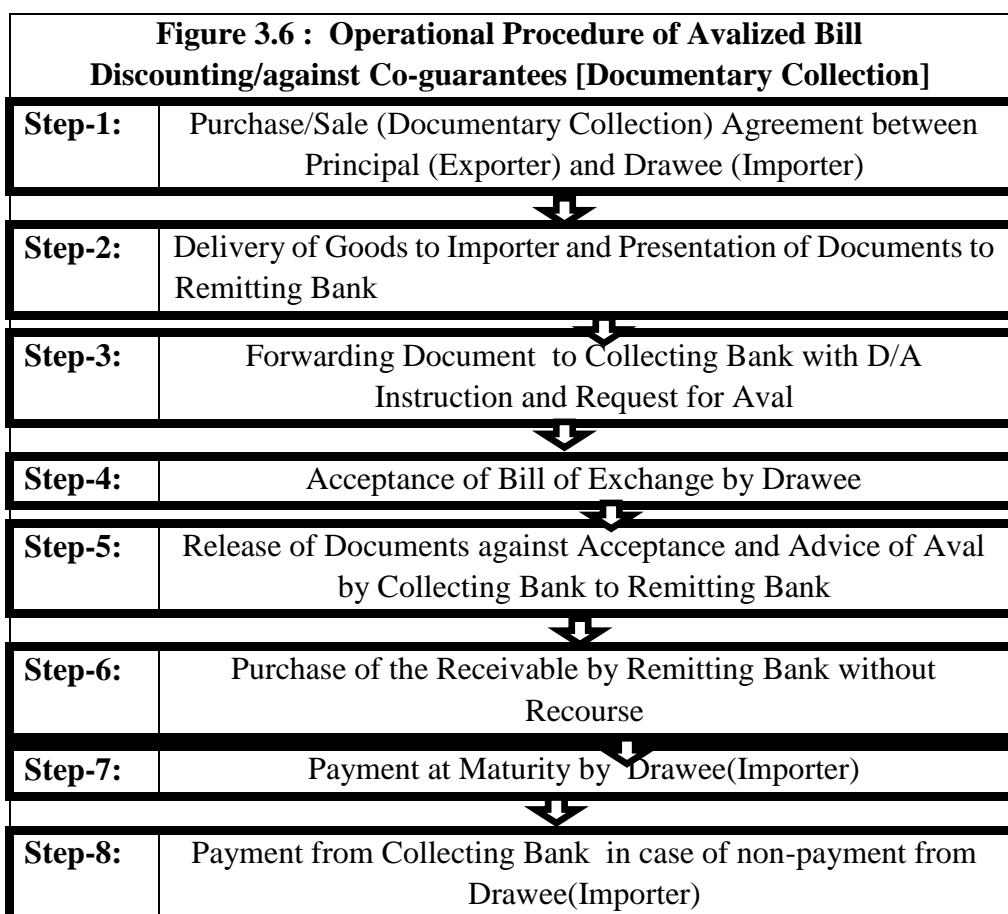 Figure 3.6 : Operational Procedure of Avalized Bill
Discounting/against Co-guarantees [Documentary Collection]
Step-1: Purchase/Sale (Documentary Collection) Agreement between
Principal (Exporter) and Drawee (Importer)
Step-2: Delivery of Goods to Importer and Presentation of Documents to
Remitting Bank
Step-3: Forwarding Document to Collecting Bank with D/A
Instruction and Request for Aval
Step-4: Acceptance of Bill of Exchange by Drawee
Step-5: Release of Documents against Acceptance and Advice of Aval
by Collecting Bank to Remitting Bank
Step-6: Purchase of the Receivable by Remitting Bank without
Recourse
Step-7: Payment at Maturity by Drawee(Importer)
Step-8: Payment from Collecting Bank in case of non-payment from
Drawee(Importer)